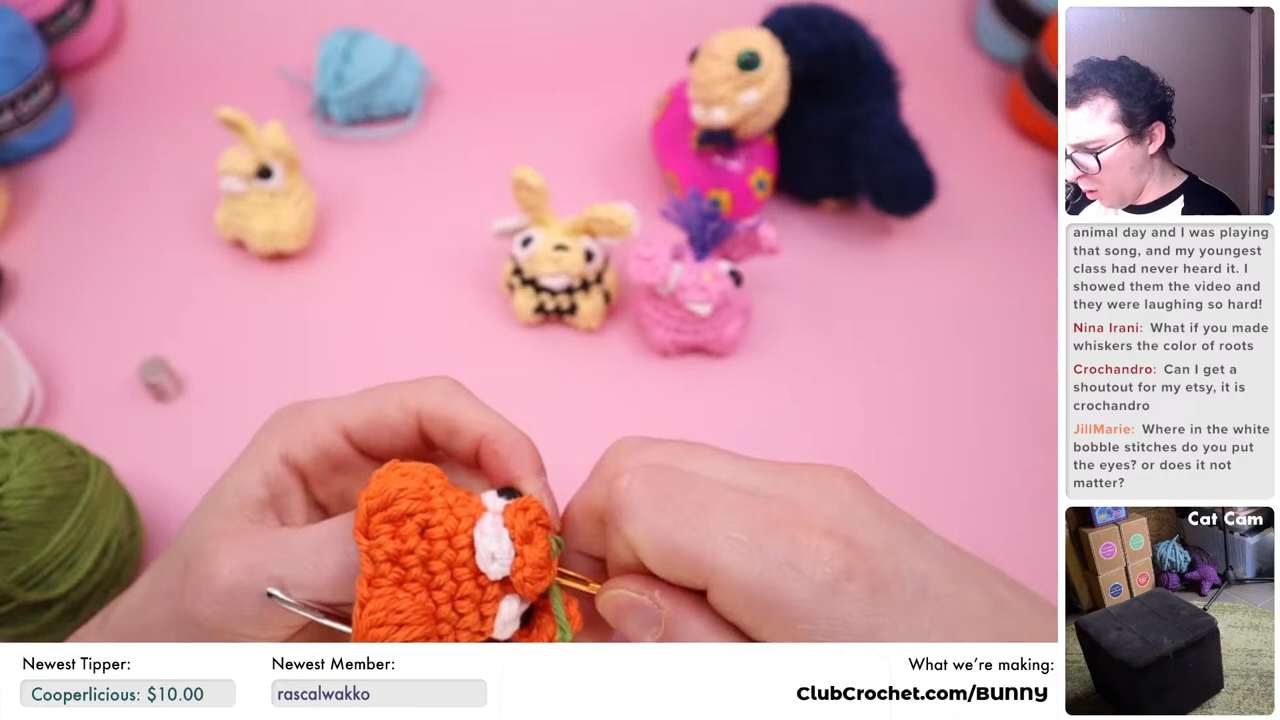 animal day and I was playing
that song, and my youngest
class had never heard it. I
showed them the video and
they were laughing so hard!
Nina Irani: What if you made
whiskers the color of roots
Crochandro: Can I get a
shoutout for my etsy, it is
crochandro
JillMarie: Where in the white
bobble stitches do you put
the eyes? or does it not
matter?
Cat Cam
Newest Tipper:
Cooperlicious: $10.00
Newest Member:
rascalwakko
What we're making:
ClubCrochet.com/BUNNY